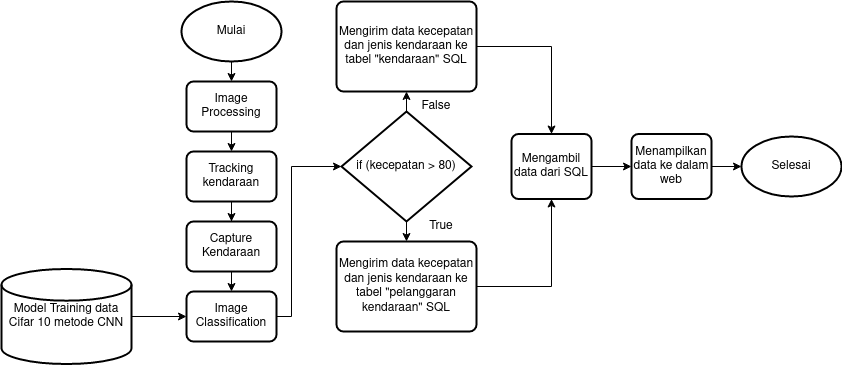 Mulai
Image
Processing
Tracking
kendaraan
Capture
Kendaraan
Model Training data
Cifar 10 metode CNN
Image
Classification
if (kecepatan > 80)
False
Mengirim data kecepatan
dan jenis kendaraan ke
tabel "kendaraan" SQL
True
Mengirim data kecepatan
dan jenis kendaraan ke
tabel "pelanggaran
kendaraan" SQL
Mengambil
data dari SQL
Menampilkan
data ke dalam
web
Selesai